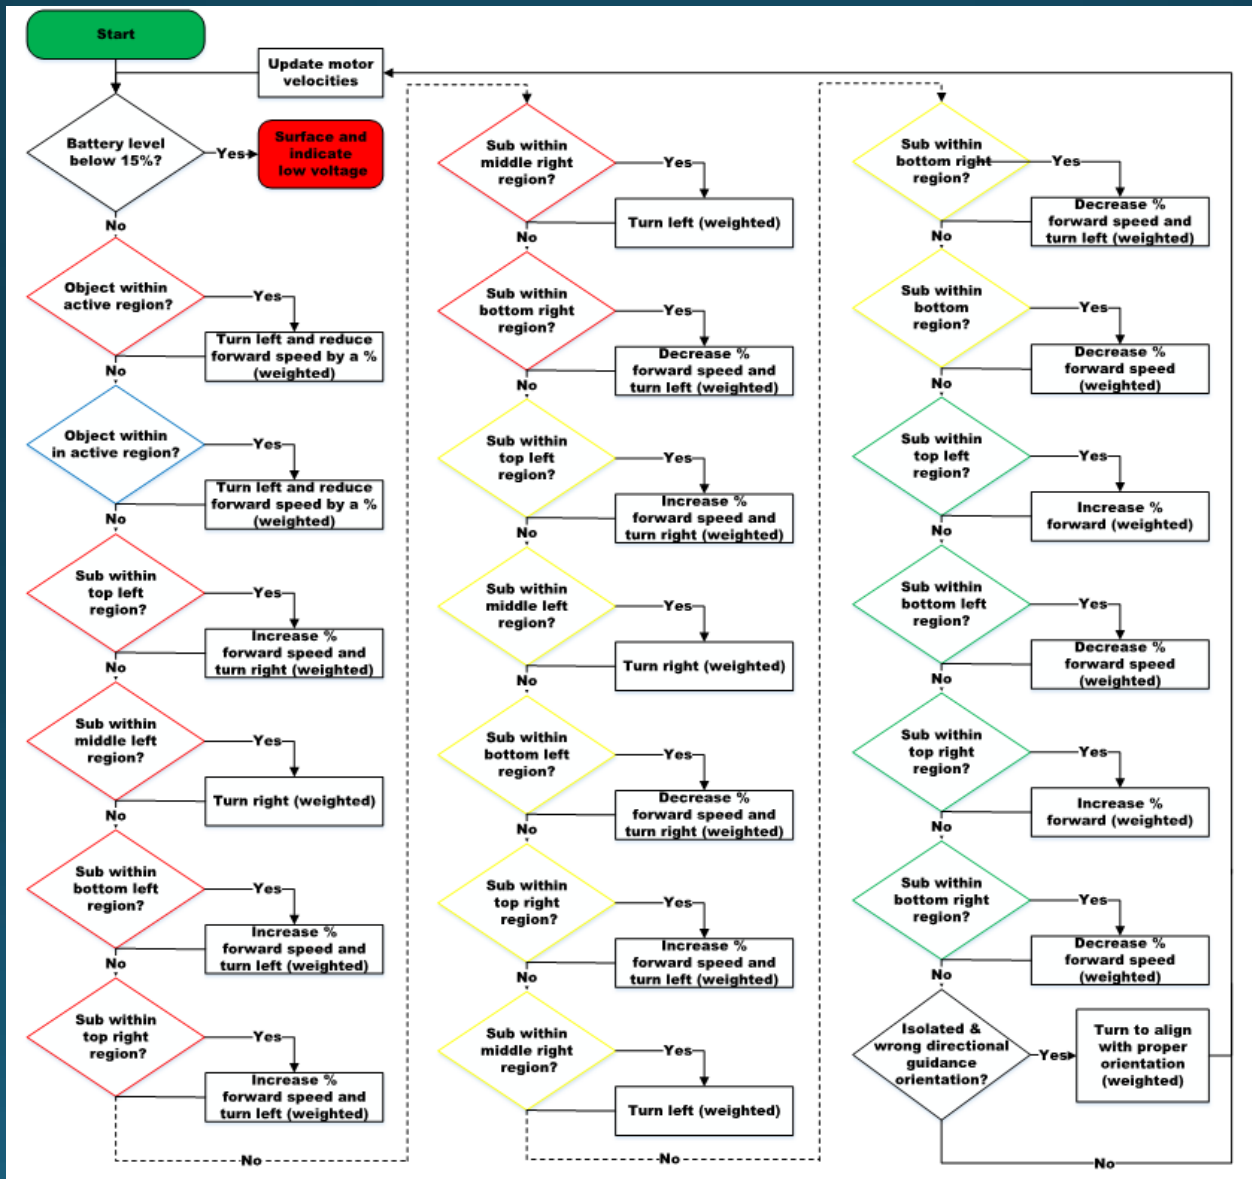 Start
Update motor
velocities
Battery level
below 15%?
Yes
Surface and
indicate
low voltage
No
Object within
active region?
Yes
Turn left and reduce
forward speed by a %
(weighted)
No
Object within
in active region?
Yes
Turn left and reduce
forward speed by a %
(weighted)
No
Sub within
top left
region?
Yes
Increase %
forward speed and
turn right (weighted)
No
Sub within
middle left
region?
Yes
Turn right (weighted)
No
Sub within
bottom left
region?
Yes
Increase %
forward speed and
turn left (weighted)
No
Sub within
top right
region?
Yes
Increase %
forward speed and
turn left (weighted)
No
Sub within
middle right
region?
Yes
Turn left (weighted)
No
Sub within
bottom right
region?
Yes
Decrease %
forward speed and
turn left (weighted)
No
Sub within
top left
region?
Yes
Increase %
forward speed and
turn right (weighted)
No
Sub within
middle left
region?
Yes
Turn right (weighted)
No
Sub within
bottom left
region?
Yes
Decrease %
forward speed and
turn right (weighted)
No
Sub within
top right
region?
Yes
Increase %
forward speed and
turn left (weighted)
No
Sub within
middle right
region?
Yes
Turn left (weighted)
No
Sub within
bottom right
region?
Yes
Decrease %
forward speed and
turn left (weighted)
No
Sub within
bottom
region?
Yes
Decrease %
forward speed
(weighted)
No
Sub within
top left
region?
Yes
Increase %
forward (weighted)
No
Sub within
bottom left
region?
Yes
Decrease %
forward speed
(weighted)
No
Sub within
top right
region?
Yes
Increase %
forward (weighted)
No
Sub within
bottom right
region?
Yes
Decrease %
forward speed
(weighted)
No
Isolated &
wrong directional
guidance
orientation?
Yes
Turn to align
with proper
orientation
(weighted)
No